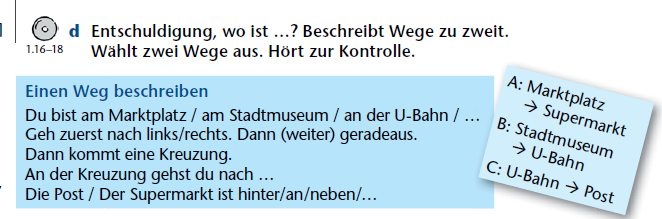 d Entschuldigung, wo ist …? Beschreibt Wege zu zweit.
1.16–18 Wählt zwei Wege aus. Hört zur Kontrolle.
Einen Weg beschreiben
Du bist am Marktplatz / am Stadtmuseum / an der U-Bahn / …
Geh zuerst nach links/rechts. Dann (weiter) geradeaus.
Dann kommt eine Kreuzung.
An der Kreuzung gehst du nach …
Die Post / Der Supermarkt ist hinter/an/neben/…
A: Marktplatz
→ Supermarkt
B: Stadtmuseum
→ U-Bahn
C: U-Bahn → Post